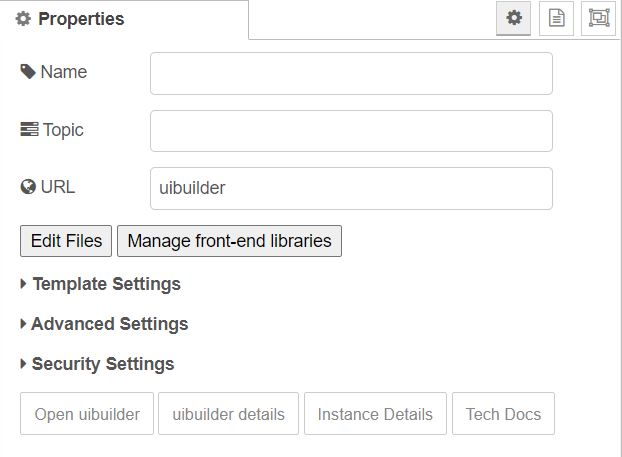 Properties
Name
Topic
URL uibuilder
Edit Files Manage front-end libraries
Template Settings
Advanced Settings
Security Settings
Open uibuilder uibuilder details Instance Details Tech Docs